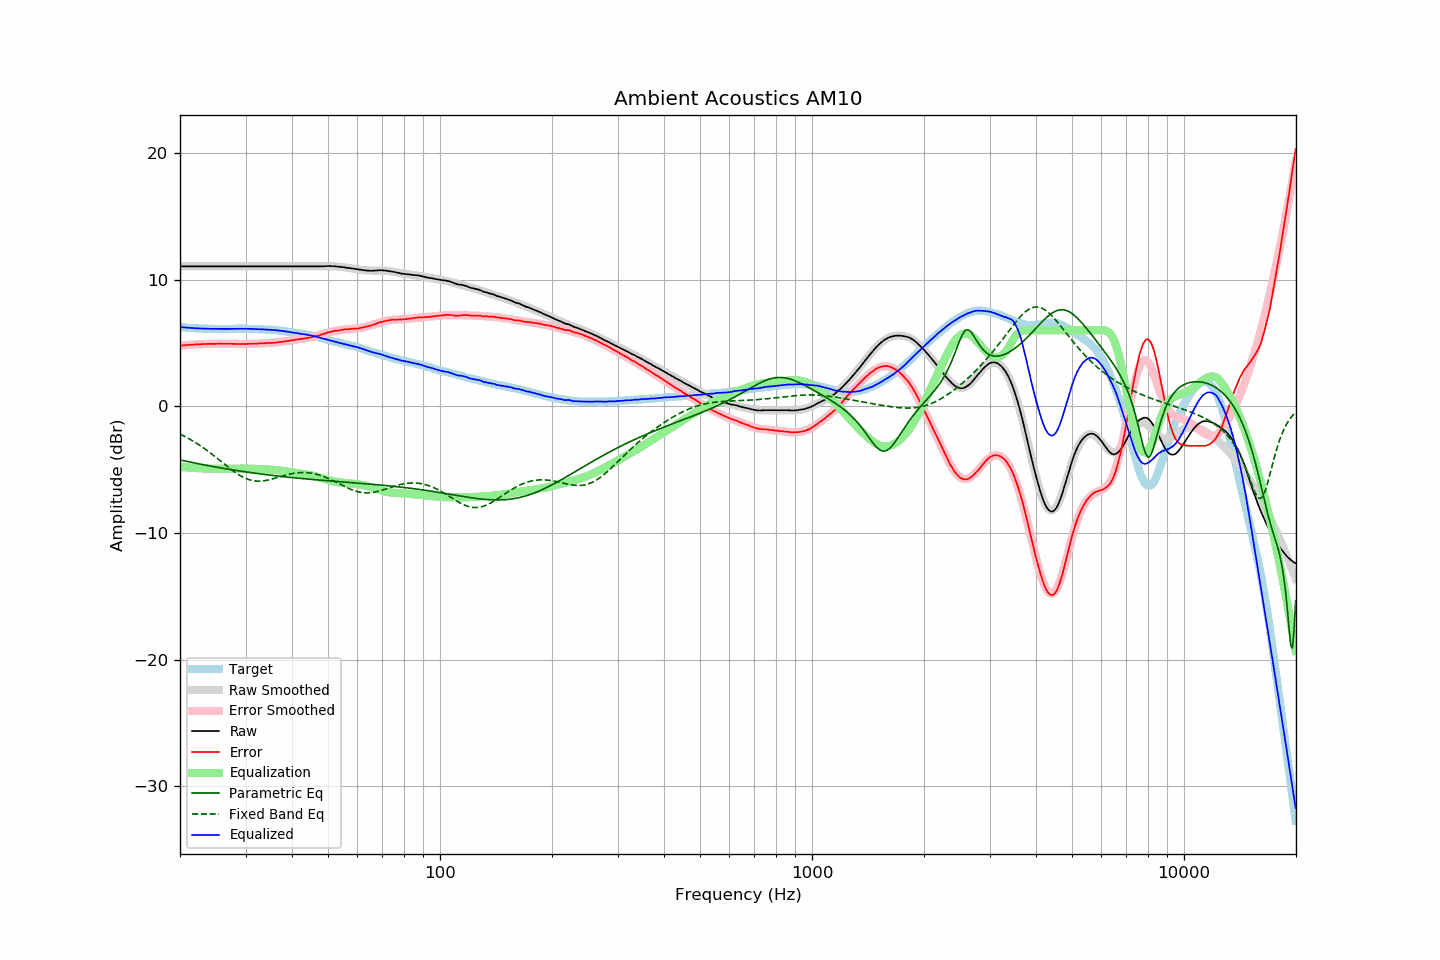 Ambient Acoustics AM10
20
10
0
−10
−20
−30
Amplitude (dBr)
Target
Raw Smoothed
Error Smoothed
Raw
Error
Equalization
Parametric Eq
Fixed Band Eq
Equalized
100
1000
10000
Frequency (Hz)